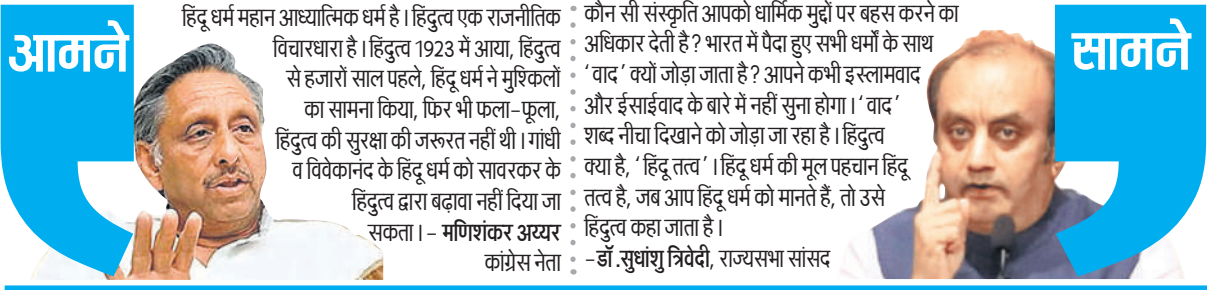 आमने
हिंदू धर्म महान आध्यात्मिक धर्म है। हिंदुत्व एक राजनीतिक
विचारधारा है। हिंदुत्व 1923 में आया, हिंदुत्व
से हजारों साल पहले, हिंदू धर्म ने मुश्किलों
का सामना किया, फिर भी फला-फूला,
हिंदुत्व की सुरक्षा की जरूरत नहीं थी। गांधी
व विवेकानंद के हिंदू धर्म को सावरकर के
हिंदुत्व द्वारा बढ़ावा नहीं दिया जा
सकता। - मणिशंकर अय्यर
कांग्रेस नेता
कौन सी संस्कृति आपको धार्मिक मुद्दों पर बहस करने का
अधिकार देती है? भारत में पैदा हुए सभी धर्मों के साथ
'वाद' क्यों जोड़ा जाता है? आपने कभी इस्लामवाद
और ईसाईवाद के बारे में नहीं सुना होगा। 'वाद'
शब्द नीचा दिखाने को जोड़ा जा रहा है। हिंदुत्व
क्या है, 'हिंदू तत्व'। हिंदू धर्म की मूल पहचान हिंदू
तत्व है, जब आप हिंदू धर्म को मानते हैं, तो उसे
हिंदुत्व कहा जाता है।
-डॉ.सुधांशु त्रिवेदी, राज्यसभा सांसद
सामने